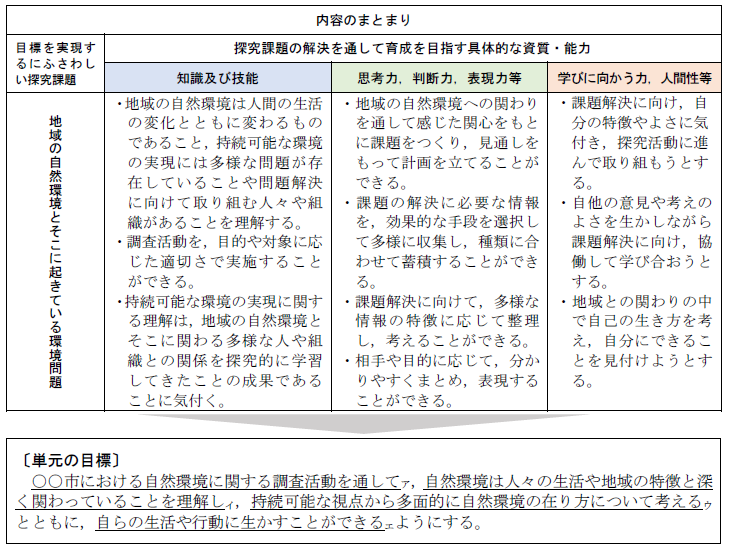 内容のまとまり
目標を実現す
るにふさわし
い探究課題
探究課題の解決を通して育成を目指す具体的な資質・能力
知識及び技能
思考力，判断力，表現力等
学びに向かう力，人間性等
地域の自然環境とそこに起きている環境問題
・地域の自然環境は人間の生活
の変化とともに変わるもの
であること，持続可能な環境
の実現には多様な問題が存
在していることや問題解決
に向けて取り組む人々や組
織があることを理解する。
・調査活動を，目的や対象に応
じた適切さで実施すること
ができる。
・持続可能な環境の実現に関す
る理解は，地域の自然環境と
そこに関わる多様な人や組
織との関係を探究的に学習
してきたことの成果である
ことに気付く。
・地域の自然環境への関わり
を通して感じた関心をもと
に課題をつくり，見通しを
もって計画を立てることが
できる。
・課題の解決に必要な情報
を，効果的な手段を選択し
て多様に収集し，種類に合
わせて蓄積することができ
る。
・課題解決に向けて，多様な
情報の特徴に応じて整理
し，考えることができる。
・相手や目的に応じて，分か
りやすくまとめ，表現する
ことができる。
・課題解決に向け，自
分の特徴やよさに気
付き，探究活動に進
んで取り組もうとする。
・自他の意見や考えの
よさを生かしながら
課題解決に向け，協
働して学び合おうと
する。
・地域との関わりの中
で自己の生き方を考
え，自分にできるこ
とを見付けようとす
る。
〔単元の目標〕
○○市における自然環境に関する調査活動を通してァ，自然環境は人々の生活や地域の特徴と深
く関わっていることを理解しィ，持続可能な視点から多面的に自然環境の在り方について考えるゥ
とともに，自らの生活や行動に生かすことができるェようにする。